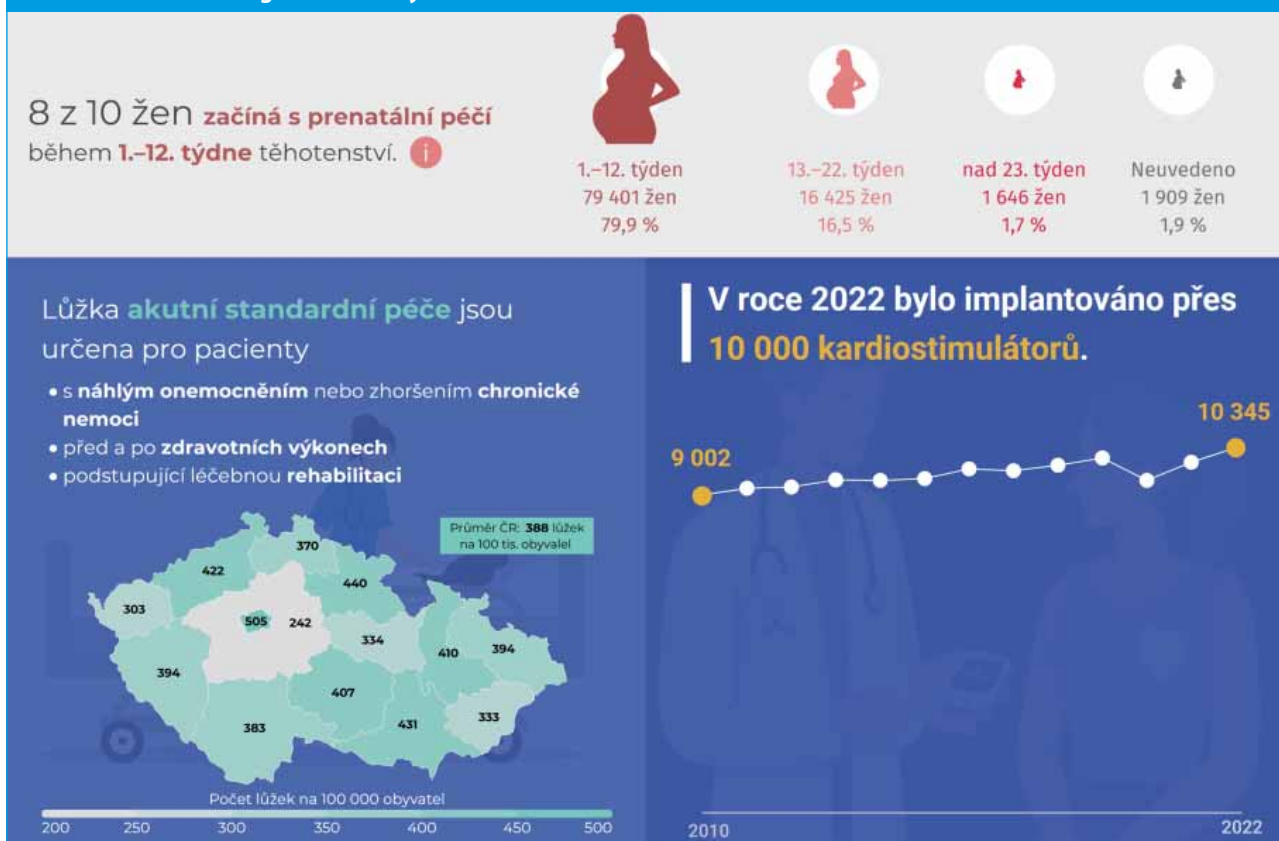 8 z 10 žen začíná s prenatální péčí
během 1.–12. týdne těhotenství. i
1.–12. týden
79 401 žen
79,9 %
13.–22. týden
16 425 žen
16,5 %
nad 23. týden
1 646 žen
1,7 %
Neuvedeno
1 909 žen
1,9 %
Lůžka akutní standardní péče jsou
určena pro pacienty
• s náhlým onemocněním nebo zhoršením chronické
nemoci
• před a po zdravotních výkonech
• podstupující léčebnou rehabilitaci
Průměr ČR: 388 lůžek
na 100 tis. obyvatel
370
422
440
303
505
242
334
410
394
394
407
383
431
333
Počet lůžek na 100 000 obyvatel
200 250 300 350 400 450 500
V roce 2022 bylo implantováno přes
10 000 kardiostimulátorů.
10 345
9 002
2010
2022